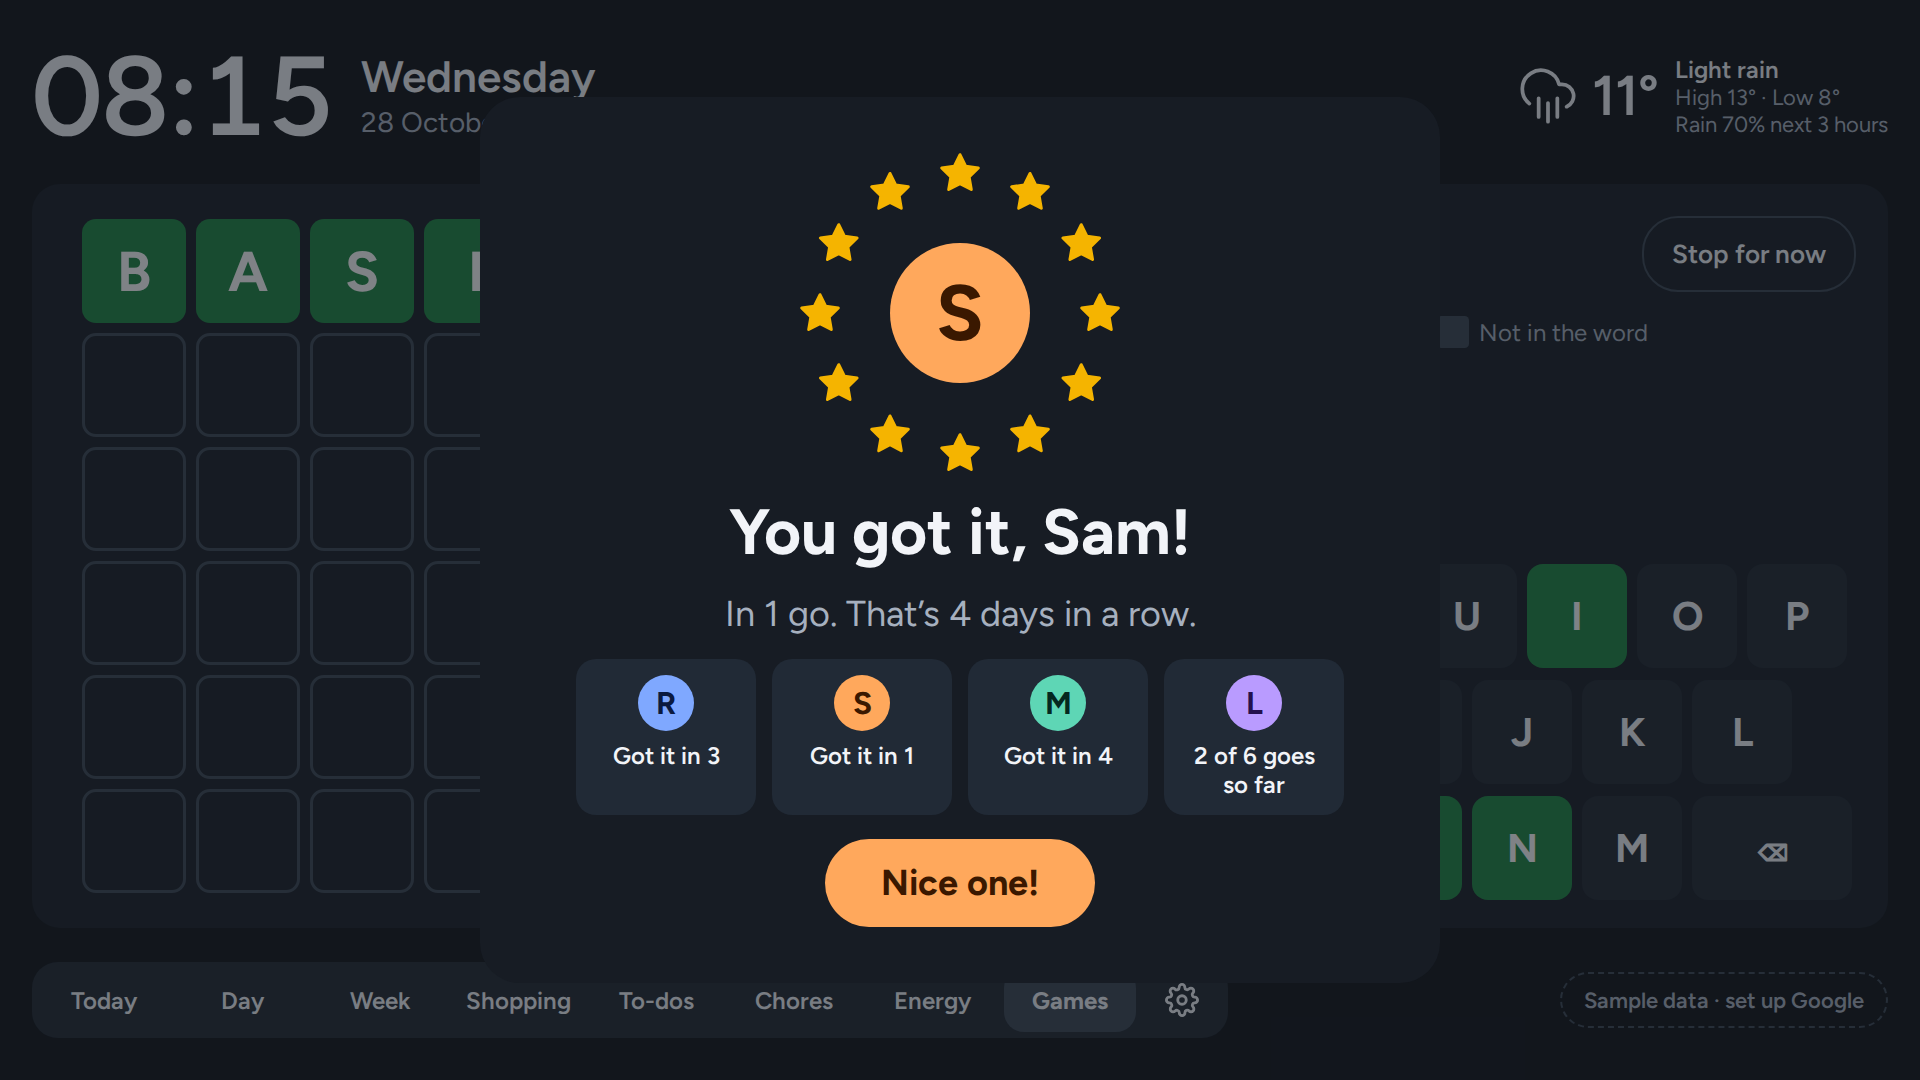 08:15
Wednesday
28 Octob
11°
Light rain
High 13° · Low 8°
Rain 70% next 3 hours
B A S
Stop for now
Not in the word
S
You got it, Sam!
In 1 go. That’s 4 days in a row.
R S M L
Got it in 3
Got it in 1
Got it in 4
2 of 6 goes
so far
Nice one!
U I O P
J K L
N M
Today Day Week Shopping To-dos Chores Energy Games
Sample data · set up Google